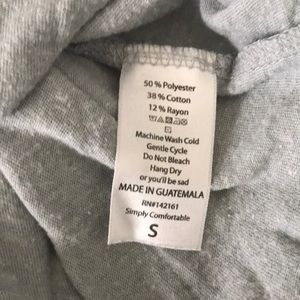 50 % Polyester
38 % Cotton
12 % Rayon
Machine Wash Cold
Gentle Cycle
Do Not Bleach
Hang Dry
or you'll be sad
MADE IN GUATEMALA
RN#142161
Simply Comfortable
S